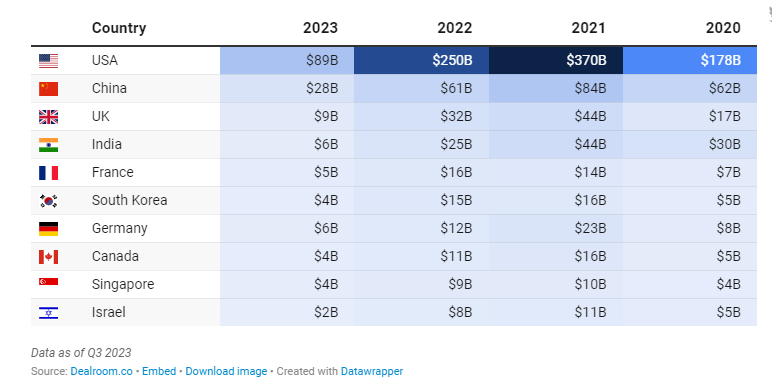 Country 2023 2022 2021 2020
USA $89B $250B $370B $178B
China $28B $61B $84B $62B
UK $9B $32B $44B $17B
India $6B $25B $44B $30B
France $5B $16B $14B $7B
South Korea $4B $15B $16B $5B
Germany $6B $12B $23B $8B
Canada $4B $11B $16B $5B
Singapore $4B $9B $10B $4B
Israel $2B $8B $11B $5B
Data as of Q3 2023
Source: Dealroom.co • Embed • Download image • Created with Datawrapper